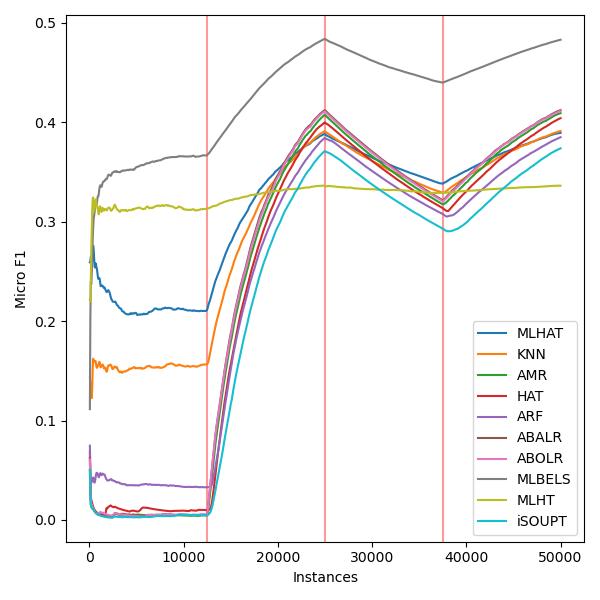 0.5
0.4
0.3
0.2
0.1
0.0
Micro F1
0
10000
20000
30000
40000
50000
Instances
MLHAT
KNN
AMR
HAT
ARF
ABALR
ABOLR
MLBELS
MLHT
iSOUPT